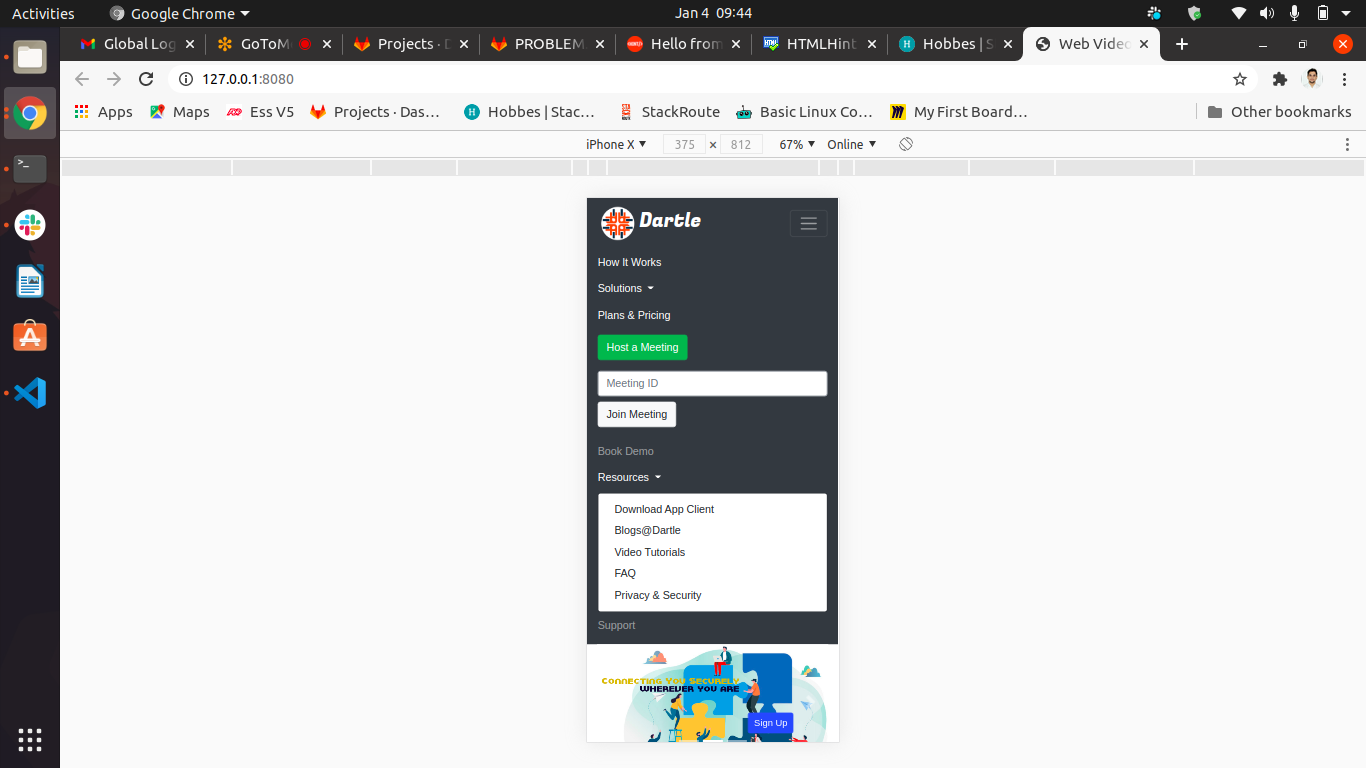 Activities Google Chrome Jan 4 09:44
Global Log GoToM Projects · D PROBLEM Hello from HTMLHint Hobbes | S Web Video
127.0.0.1:8080
Apps Maps Ess V5 Projects · Das… Hobbes | Stac… StackRoute Basic Linux Co… My First Board… Other bookmarks
iPhone X 375 × 812 67% Online
Dartle
How It Works
Solutions
Plans & Pricing
Host a Meeting
Meeting ID
Join Meeting
Book Demo
Resources
Download App Client
Blogs@Dartle
Video Tutorials
FAQ
Privacy & Security
Support
Connecting You Securely
Wherever You Are
Sign Up